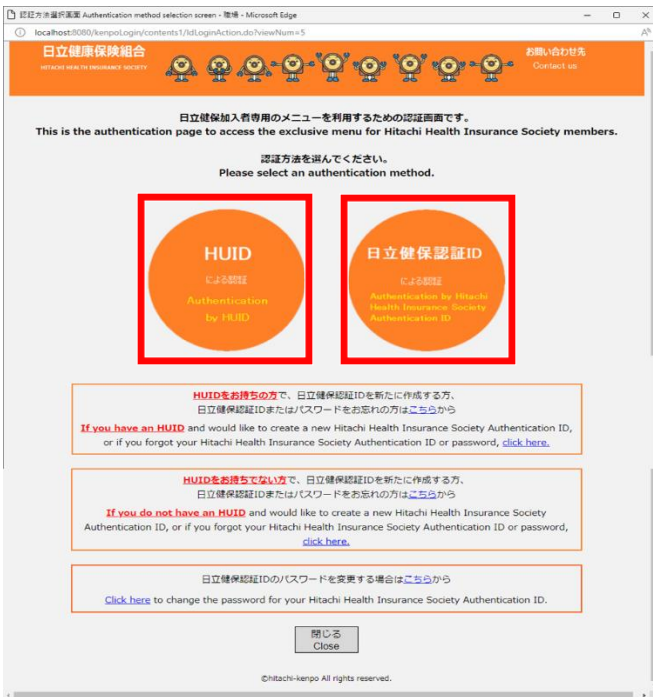 認証方法選択画面 Authentication method selection screen - 職場 - Microsoft Edge
localhost:8080/kenpoLogin/contents1/IdLoginAction.do?viewNum=5
日立健康保険組合
HITACHI HEALTH INSURANCE SOCIETY
お問い合わせ先
Contact us
日立健保加入者専用のメニューを利用するための認証画面です。
This is the authentication page to access the exclusive menu for Hitachi Health Insurance Society members.
認証方法を選んでください。
Please select an authentication method.
HUID
による認証
Authentication
by HUID
日立健保認証ID
による認証
Authentication by Hitachi
Health Insurance Society
Authentication ID
HUIDをお持ちの方で、日立健保認証IDを新たに作成する方、
日立健保認証IDまたはパスワードをお忘れの方はこちらから
If you have an HUID and would like to create a new Hitachi Health Insurance Society Authentication ID,
or if you forgot your Hitachi Health Insurance Society Authentication ID or password, click here.
HUIDをお持ちでない方で、日立健保認証IDを新たに作成する方、
日立健保認証IDまたはパスワードをお忘れの方はこちらから
If you do not have an HUID and would like to create a new Hitachi Health Insurance Society
Authentication ID, or if you forgot your Hitachi Health Insurance Society Authentication ID or password,
click here.
日立健保認証IDのパスワードを変更する場合はこちらから
Click here to change the password for your Hitachi Health Insurance Society Authentication ID.
閉じる
Close
©hitachi-kenpo All rights reserved.